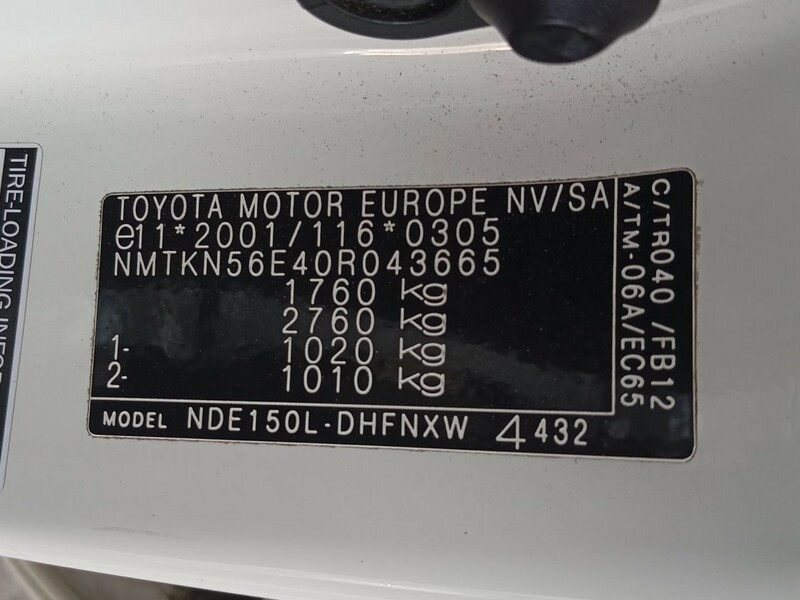 TOYOTA MOTOR EUROPE NV/SA
e11*2001/116*0305
NMTKN56E40R043665
1760 kg
2760 kg
1- 1020 kg
2- 1010 kg
MODEL NDE150L-DHFNXW 4432
C/TR040 /FB12
A/TM-06A/EC65
TIRE-LOADING